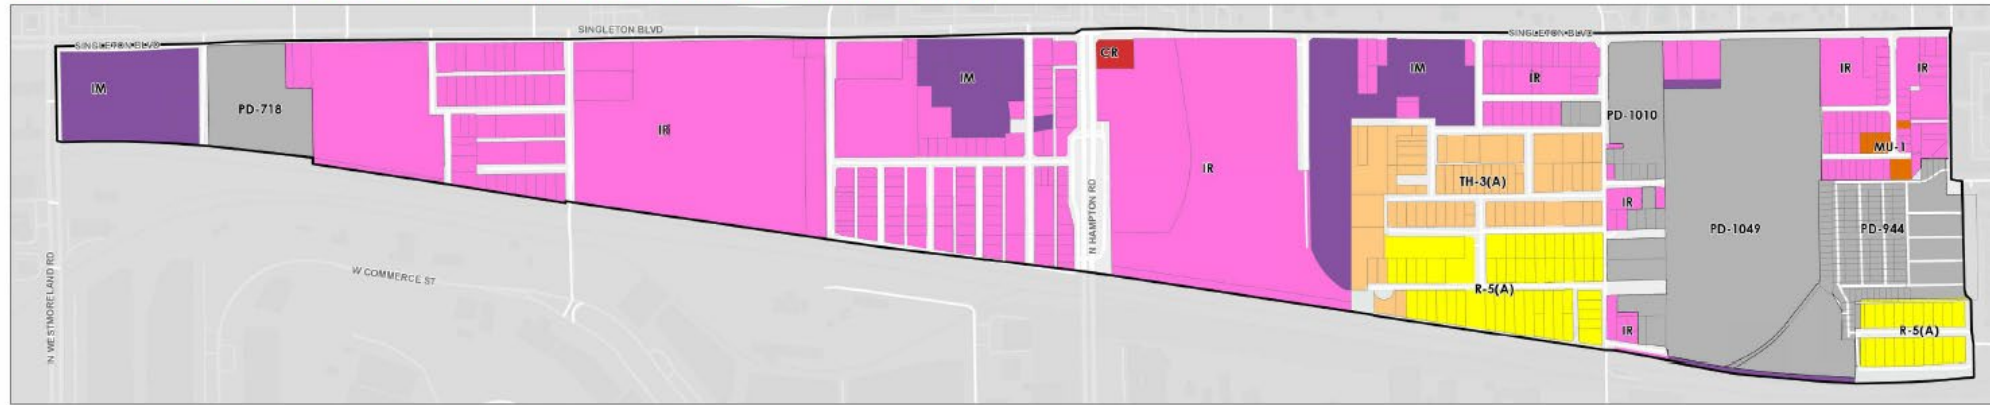 SINGLETON BLVD
SINGLETON BLVD
SINGLETON BLVD
IM
PD-718
IR
IM
CR
IR
IM
IR
PD-1010
IR
IR
MU-1
TH-3(A)
IR
PD-1049
PD-944
R-5(A)
IR
R-5(A)
N WESTMORELAND RD
W COMMERCE ST
N HAMPTON RD